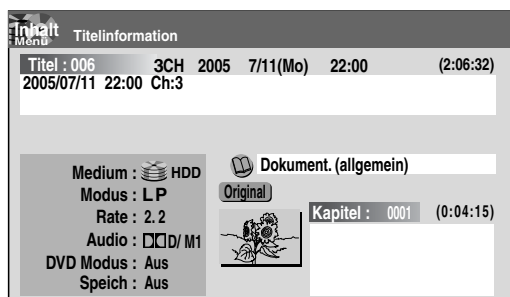 Inhalt
Menü Titelinformation
Titel : 006 3CH 2005 7/11(Mo) 22:00 (2:06:32)
2005/07/11 22:00 Ch:3
Medium : HDD
Modus : LP
Rate : 2.2
Audio : D/M1
DVD Modus : Aus
Speich : Aus
Dokument. (allgemein)
Original
Kapitel : 0001 (0:04:15)